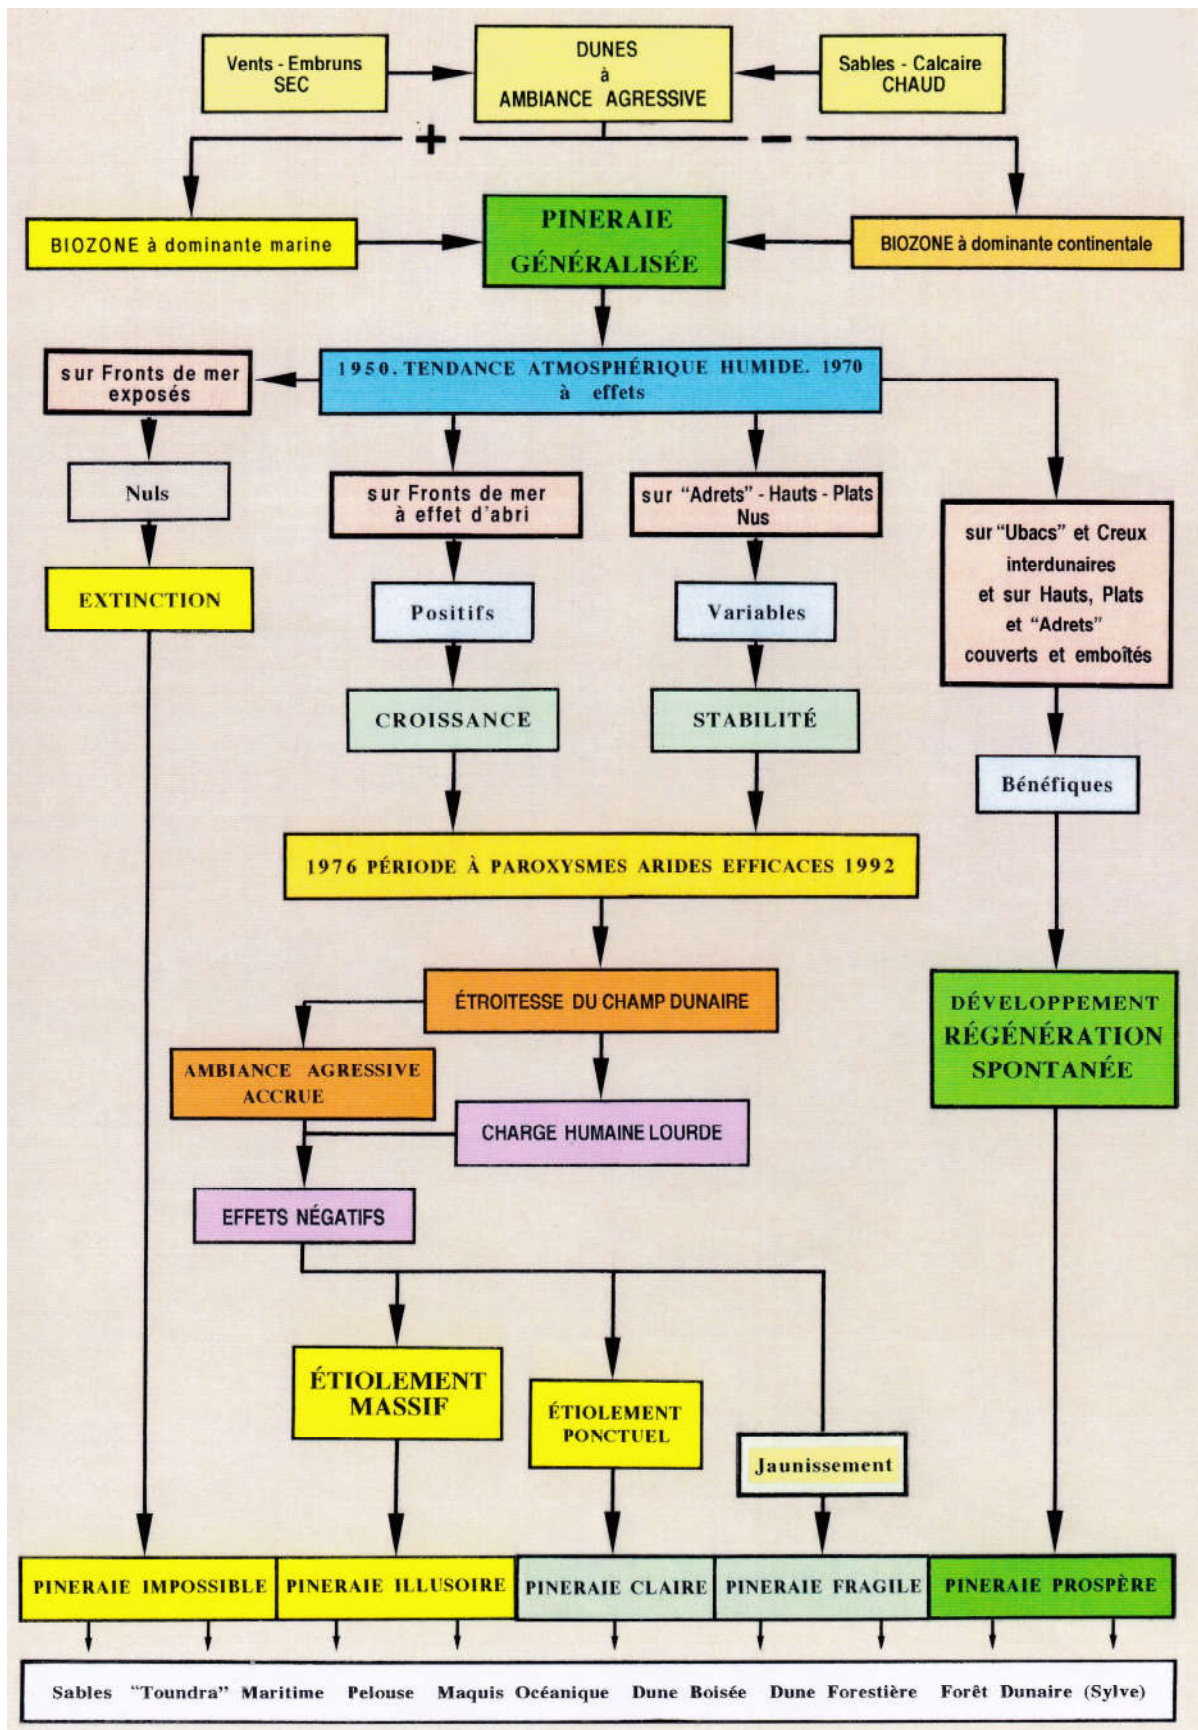 Vents - Embruns
SEC
DUNES
à
AMBIANCE AGRESSIVE
Sables - Calcaire
CHAUD
+
-
BIOZONE à dominante marine
PINERAIE
GÉNÉRALISÉE
BIOZONE à dominante continentale
sur Fronts de mer
exposés
1950. TENDANCE ATMOSPHÉRIQUE HUMIDE. 1970
à effets
Nuls
sur Fronts de mer
à effet d'abri
sur "Adrets" - Hauts - Plats
Nus
sur "Ubacs" et Creux
interdunaires
et sur Hauts, Plats
et "Adrets"
couverts et emboîtés
EXTINCTION
Positifs
Variables
CROISSANCE
STABILITÉ
Bénéfiques
1976 PÉRIODE À PAROXYSMES ARIDES EFFICACES 1992
ÉTROITESSE DU CHAMP DUNAIRE
DÉVELOPPEMENT
RÉGÉNÉRATION
SPONTANÉE
AMBIANCE AGRESSIVE
ACCRUE
CHARGE HUMAINE LOURDE
EFFETS NÉGATIFS
ÉTIOLEMENT
MASSIF
ÉTIOLEMENT
PONCTUEL
Jaunissement
PINERAIE IMPOSSIBLE
PINERAIE ILLUSOIRE
PINERAIE CLAIRE
PINERAIE FRAGILE
PINERAIE PROSPÈRE
Sables "Toundra" Maritime Pelouse Maquis Océanique Dune Boisée Dune Forestière Forêt Dunaire (Sylve)